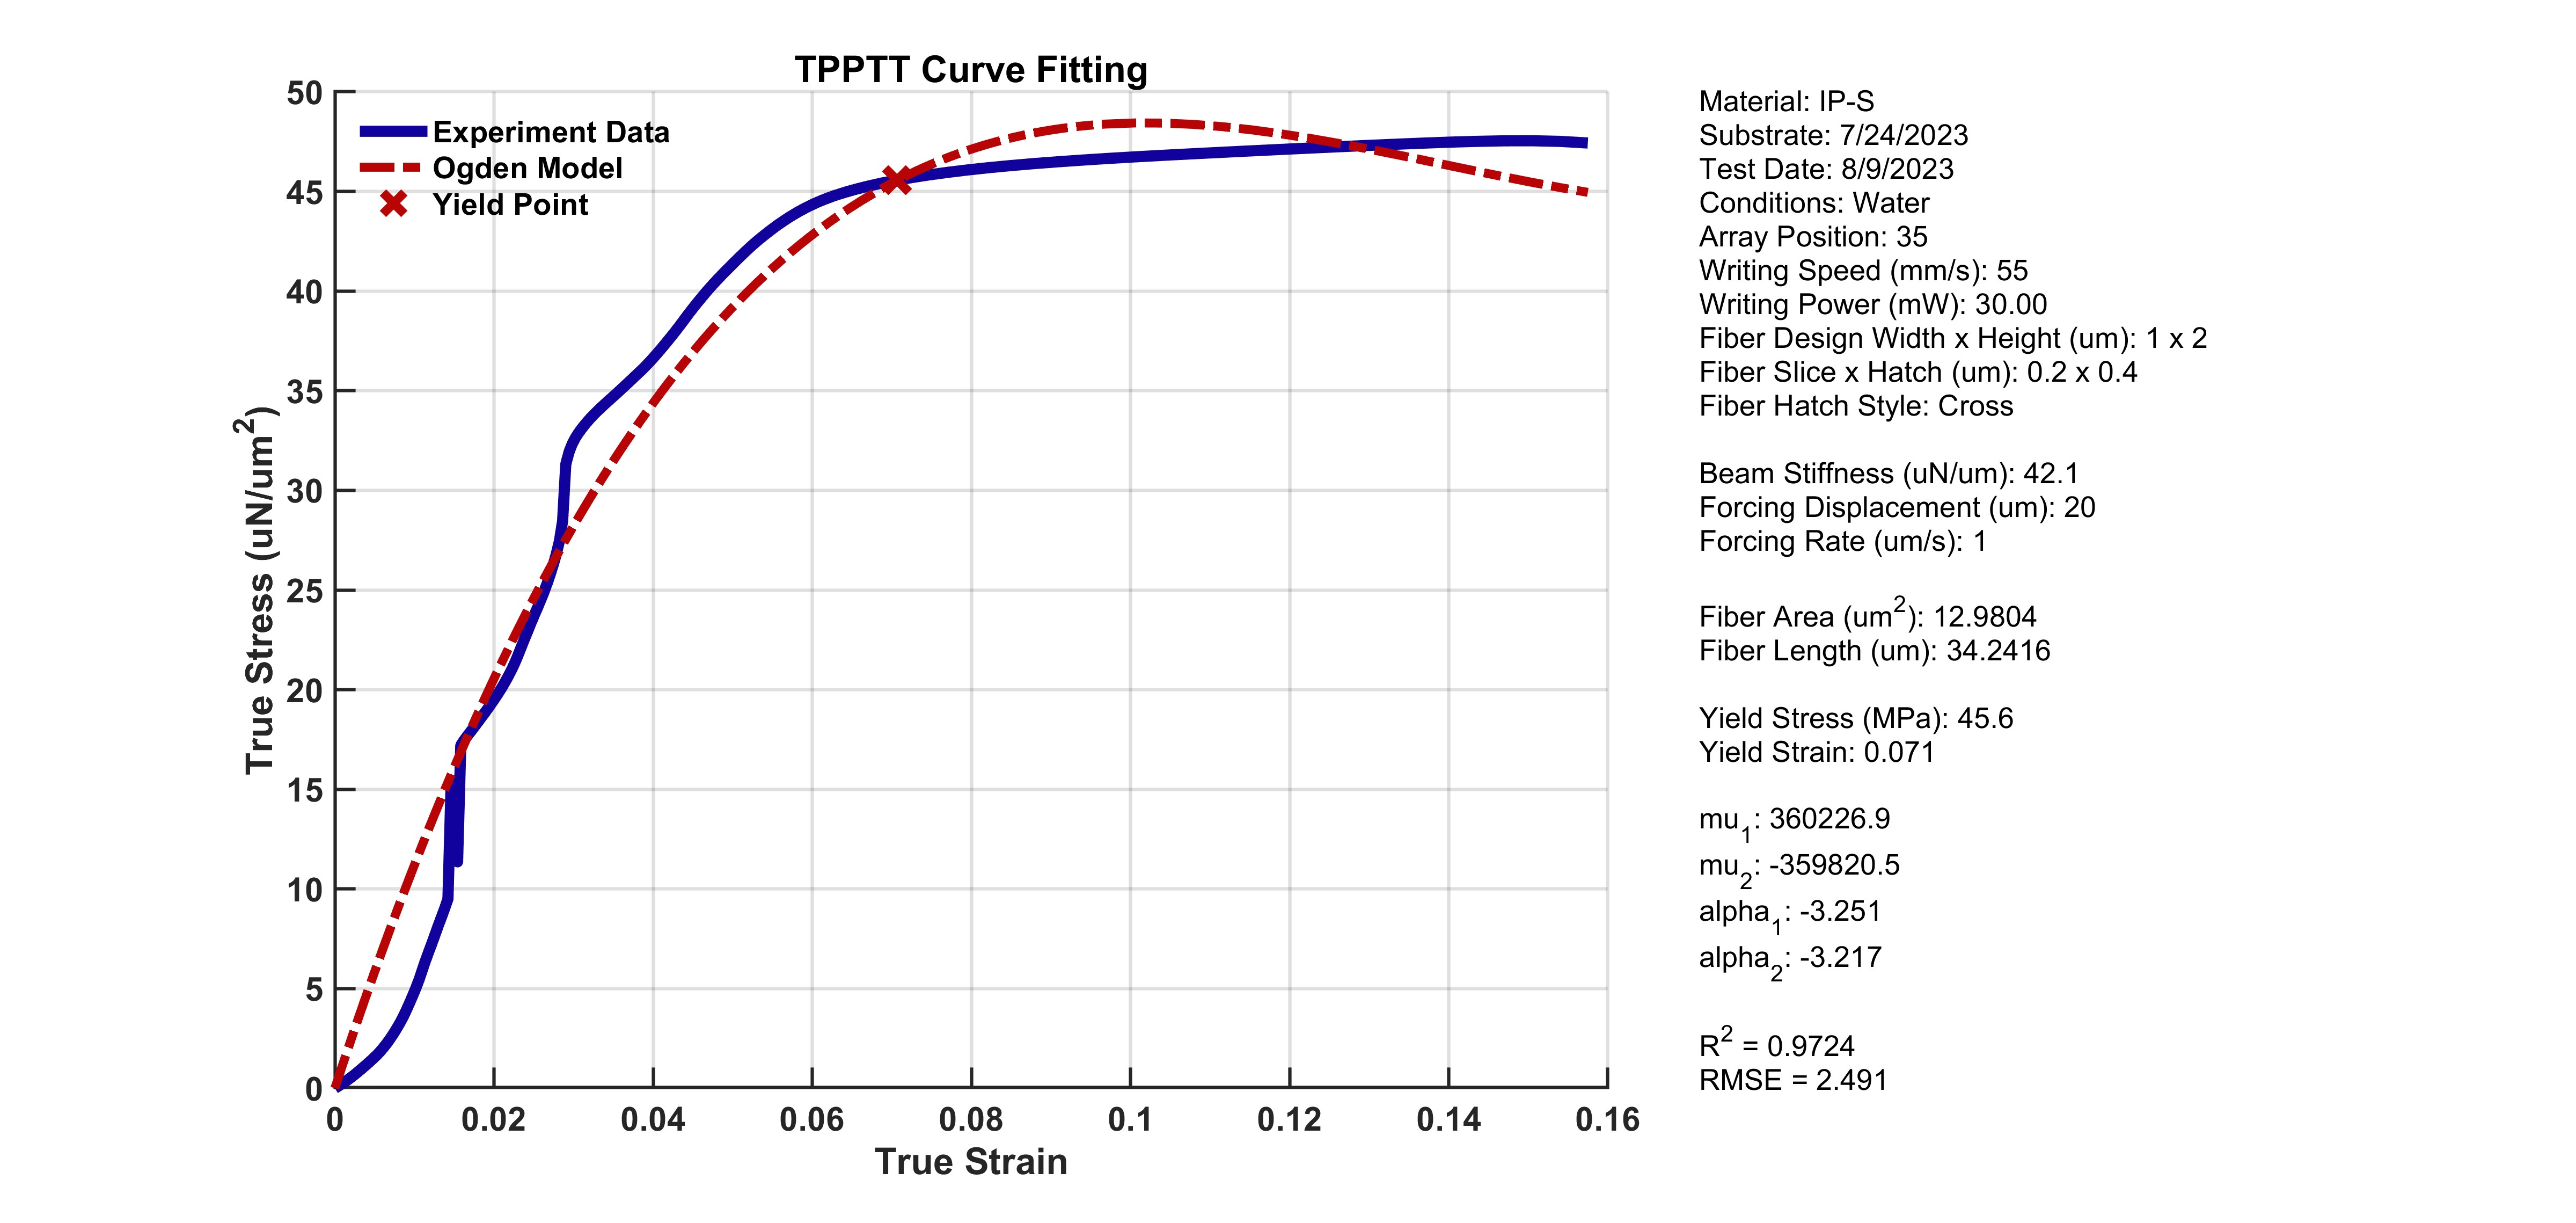 TPPTT Curve Fitting
50
45
40
35
30
25
20
15
10
5
0
True Stress (uN/um²)
Experiment Data
Ogden Model
Yield Point
0 0.02 0.04 0.06 0.08 0.1 0.12 0.14 0.16
True Strain
Material: IP-S
Substrate: 7/24/2023
Test Date: 8/9/2023
Conditions: Water
Array Position: 35
Writing Speed (mm/s): 55
Writing Power (mW): 30.00
Fiber Design Width x Height (um): 1 x 2
Fiber Slice x Hatch (um): 0.2 x 0.4
Fiber Hatch Style: Cross
Beam Stiffness (uN/um): 42.1
Forcing Displacement (um): 20
Forcing Rate (um/s): 1
Fiber Area (um²): 12.9804
Fiber Length (um): 34.2416
Yield Stress (MPa): 45.6
Yield Strain: 0.071
mu₁: 360226.9
mu₂: -359820.5
alpha₁: -3.251
alpha₂: -3.217
R² = 0.9724
RMSE = 2.491